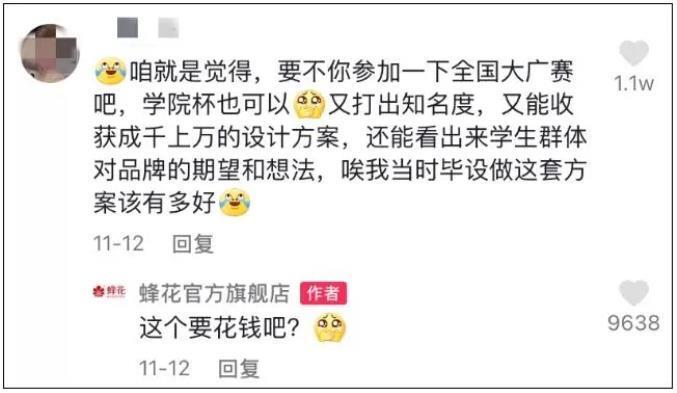 咱就是觉得，要不你参加一下全国大广赛
吧，学院杯也可以又打出知名度，又能收
获成千上万的设计方案，还能看出来学生群体
对品牌的期望和想法，唉我当时毕设做这套方
案该有多好
1.1w
11-12 回复
蜂花 蜂花官方旗舰店 作者
这个要花钱吧？
9638
11-12 回复